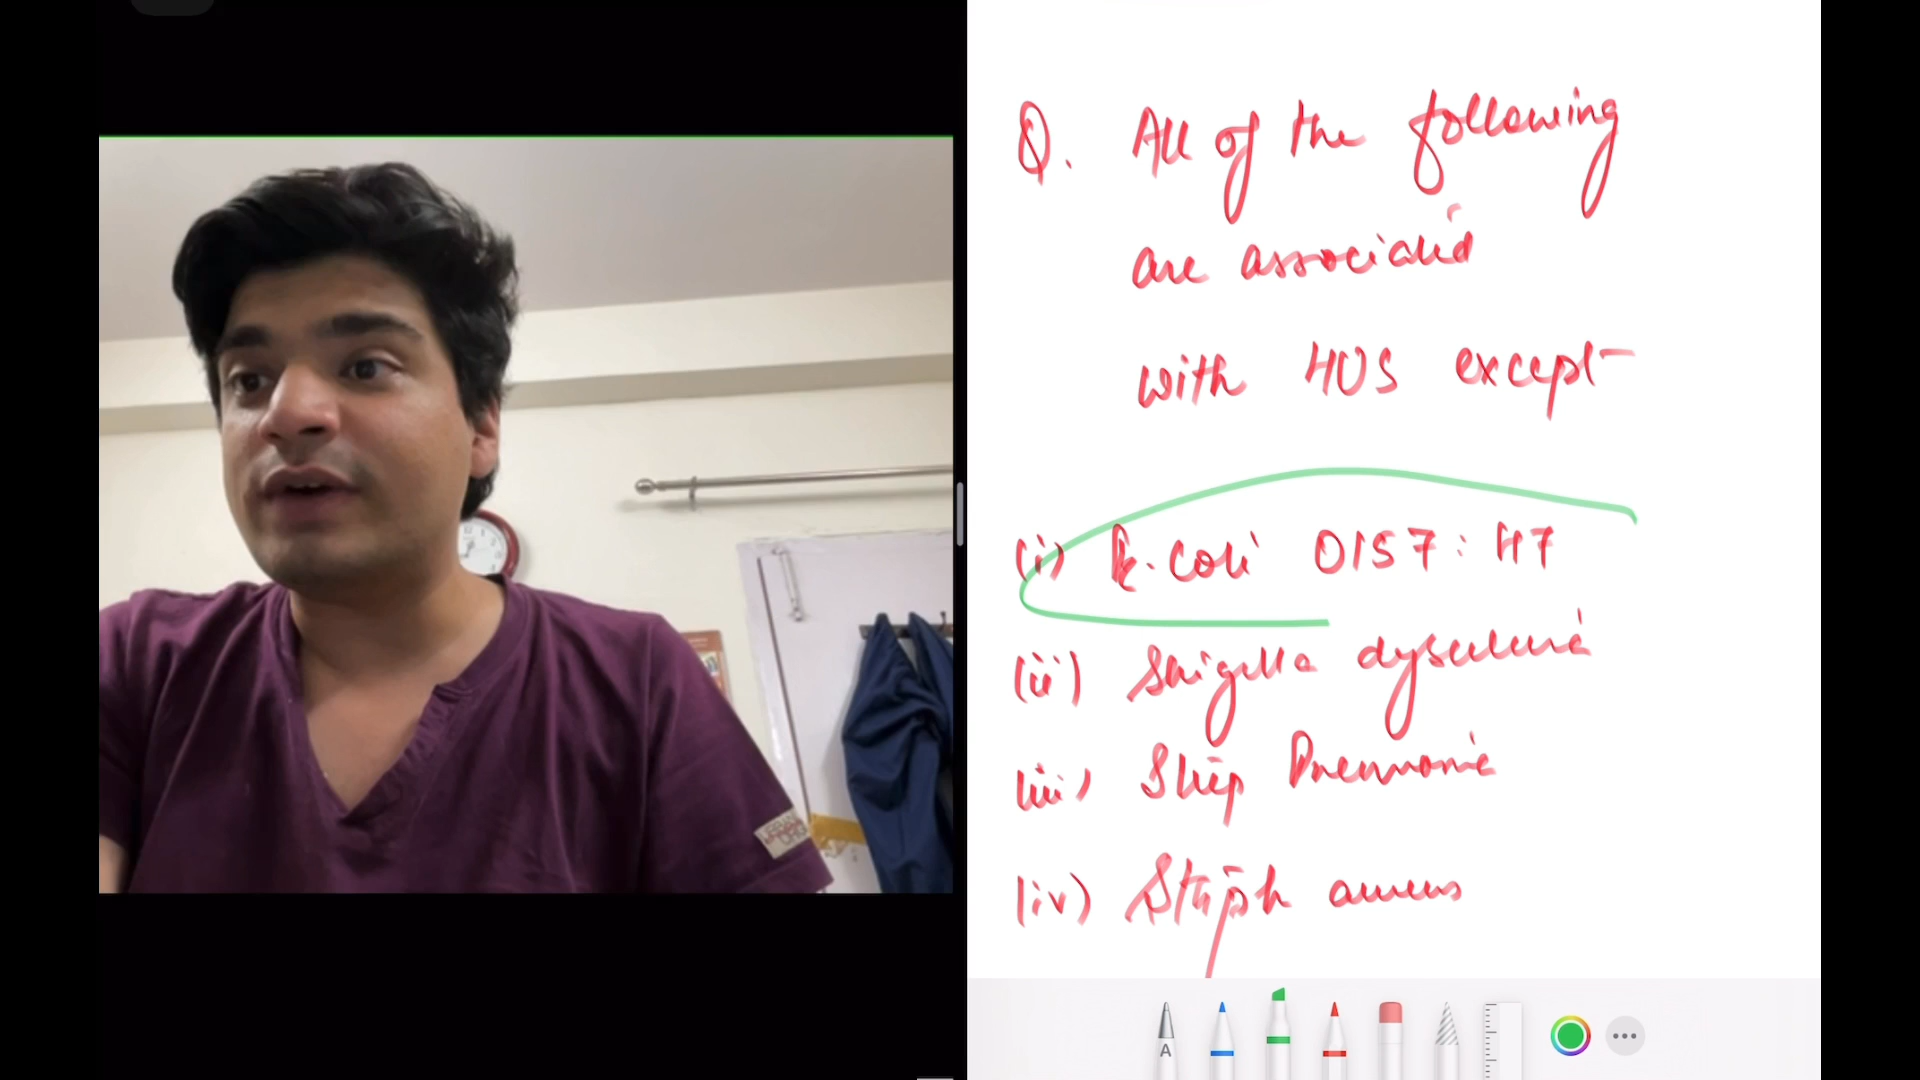 Q. All of the following
are associated
with HUS except
(i) E. coli O157: H7
(ii) Shigella dysenteriae
(iii) Strep Pneumoniae
(iv) Staph aureus
A